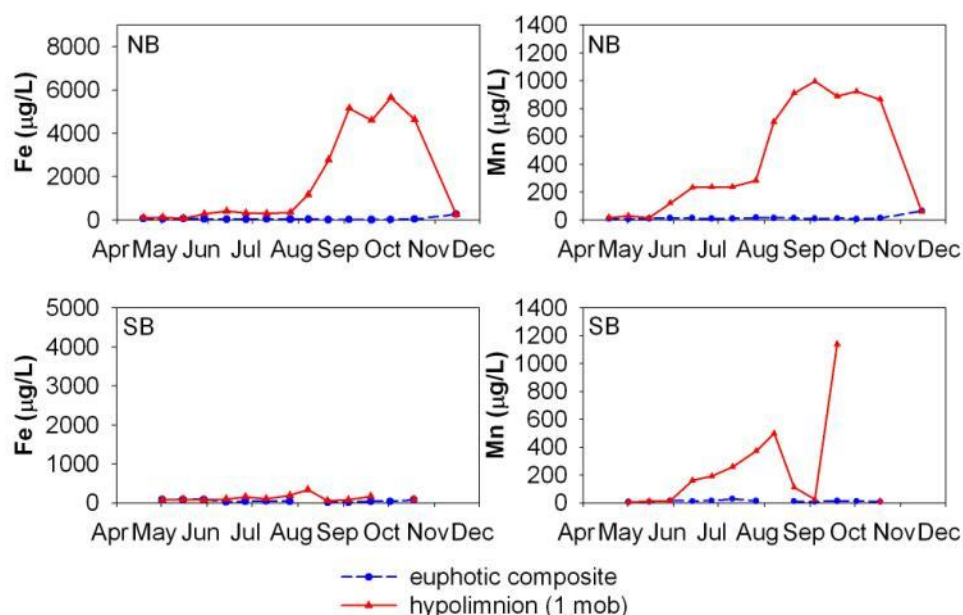 NB
Fe (µg/L)
8000
6000
4000
2000
0
Apr May Jun Jul Aug Sep Oct Nov Dec
NB
Mn (µg/L)
1400
1200
1000
800
600
400
200
0
Apr May Jun Jul Aug Sep Oct Nov Dec
SB
Fe (µg/L)
5000
4000
3000
2000
1000
0
Apr May Jun Jul Aug Sep Oct Nov Dec
SB
Mn (µg/L)
1400
1200
1000
800
600
400
200
0
Apr May Jun Jul Aug Sep Oct Nov Dec
euphotic composite
hypolimnion (1 mob)